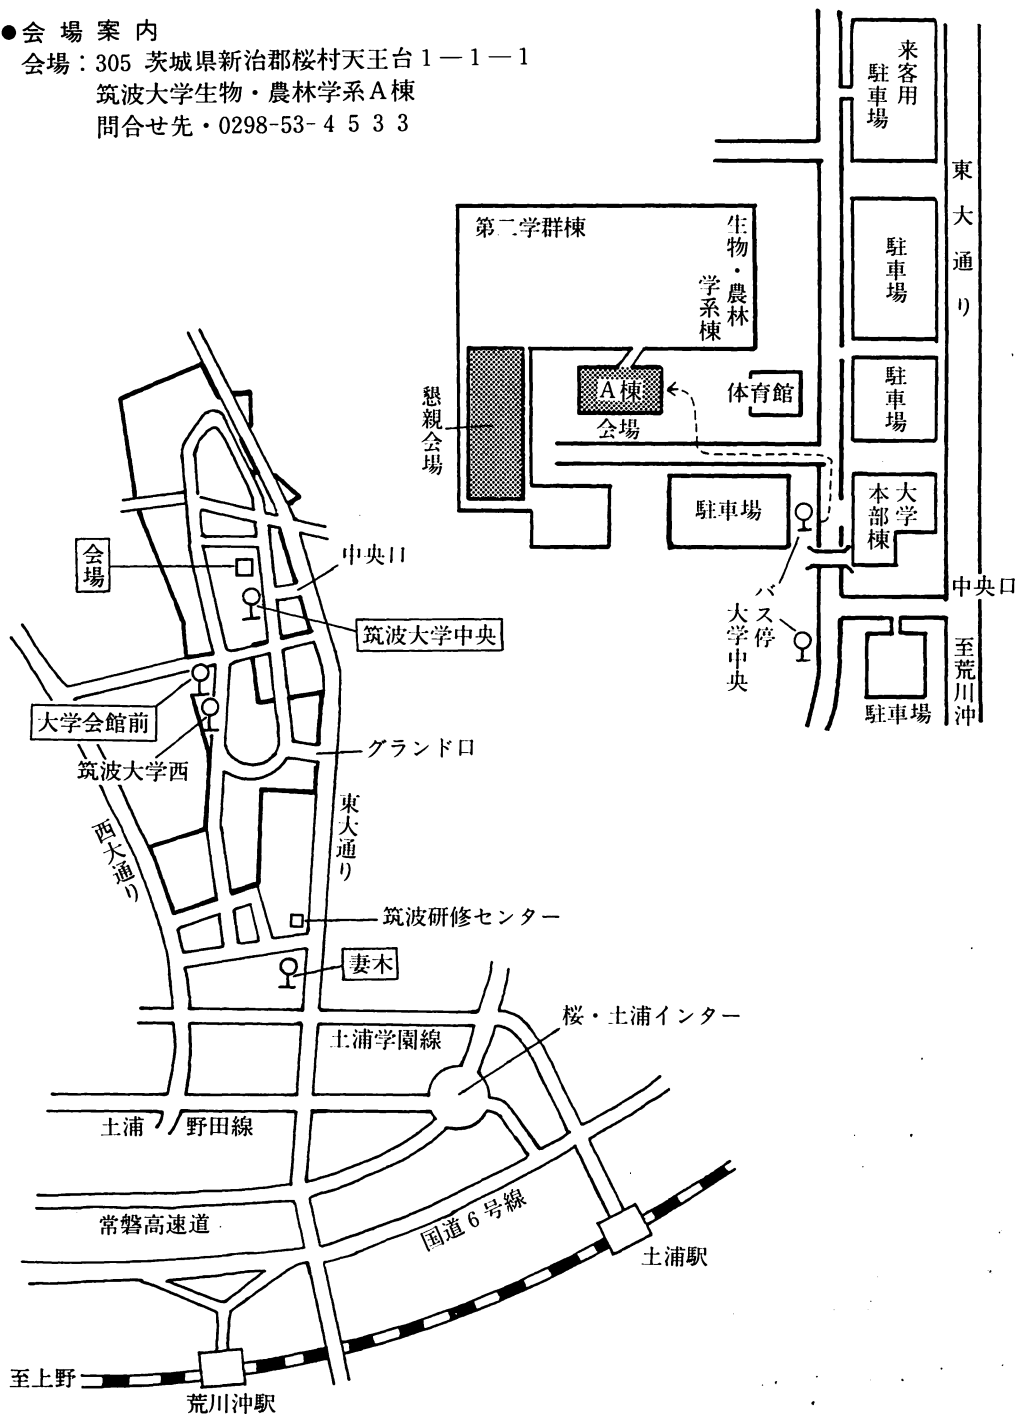 ●会場案内
会場：305 茨城県新治郡桜村天王台1－1－1
筑波大学生物・農林学系A棟
問合せ先・0298-53-4533
来客用
駐車場
東大通り
第二学群棟
生物・農林
学系棟
駐車場
駐車場
A棟
会場
体育館
懇親会場
駐車場
大学
本部棟
バス停
大学中央
中央口
至荒川沖
駐車場
会場
中央口
筑波大学中央
大学会館前
筑波大学西
グランド口
西大通り
東大通り
筑波研修センター
妻木
桜・土浦インター
土浦学園線
土浦 野田線
常磐高速道
国道6号線
土浦駅
至上野
荒川沖駅